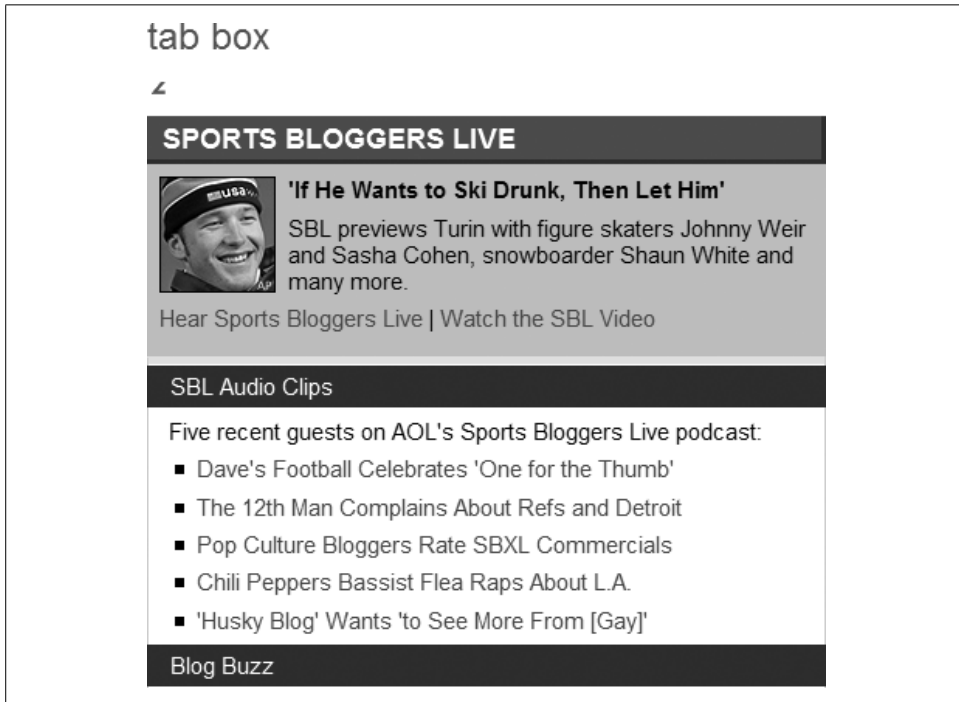 tab box
SPORTS BLOGGERS LIVE
usa
'If He Wants to Ski Drunk, Then Let Him'
SBL previews Turin with figure skaters Johnny Weir
and Sasha Cohen, snowboarder Shaun White and
many more.
AP
Hear Sports Bloggers Live | Watch the SBL Video
SBL Audio Clips
Five recent guests on AOL's Sports Bloggers Live podcast:
▪ Dave's Football Celebrates 'One for the Thumb'
▪ The 12th Man Complains About Refs and Detroit
▪ Pop Culture Bloggers Rate SBXL Commercials
▪ Chili Peppers Bassist Flea Raps About L.A.
▪ 'Husky Blog' Wants 'to See More From [Gay]'
Blog Buzz